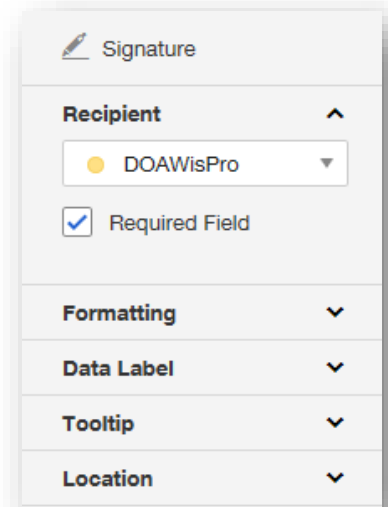 Signature
Recipient
DOAWisPro
Required Field
Formatting
Data Label
Tooltip
Location